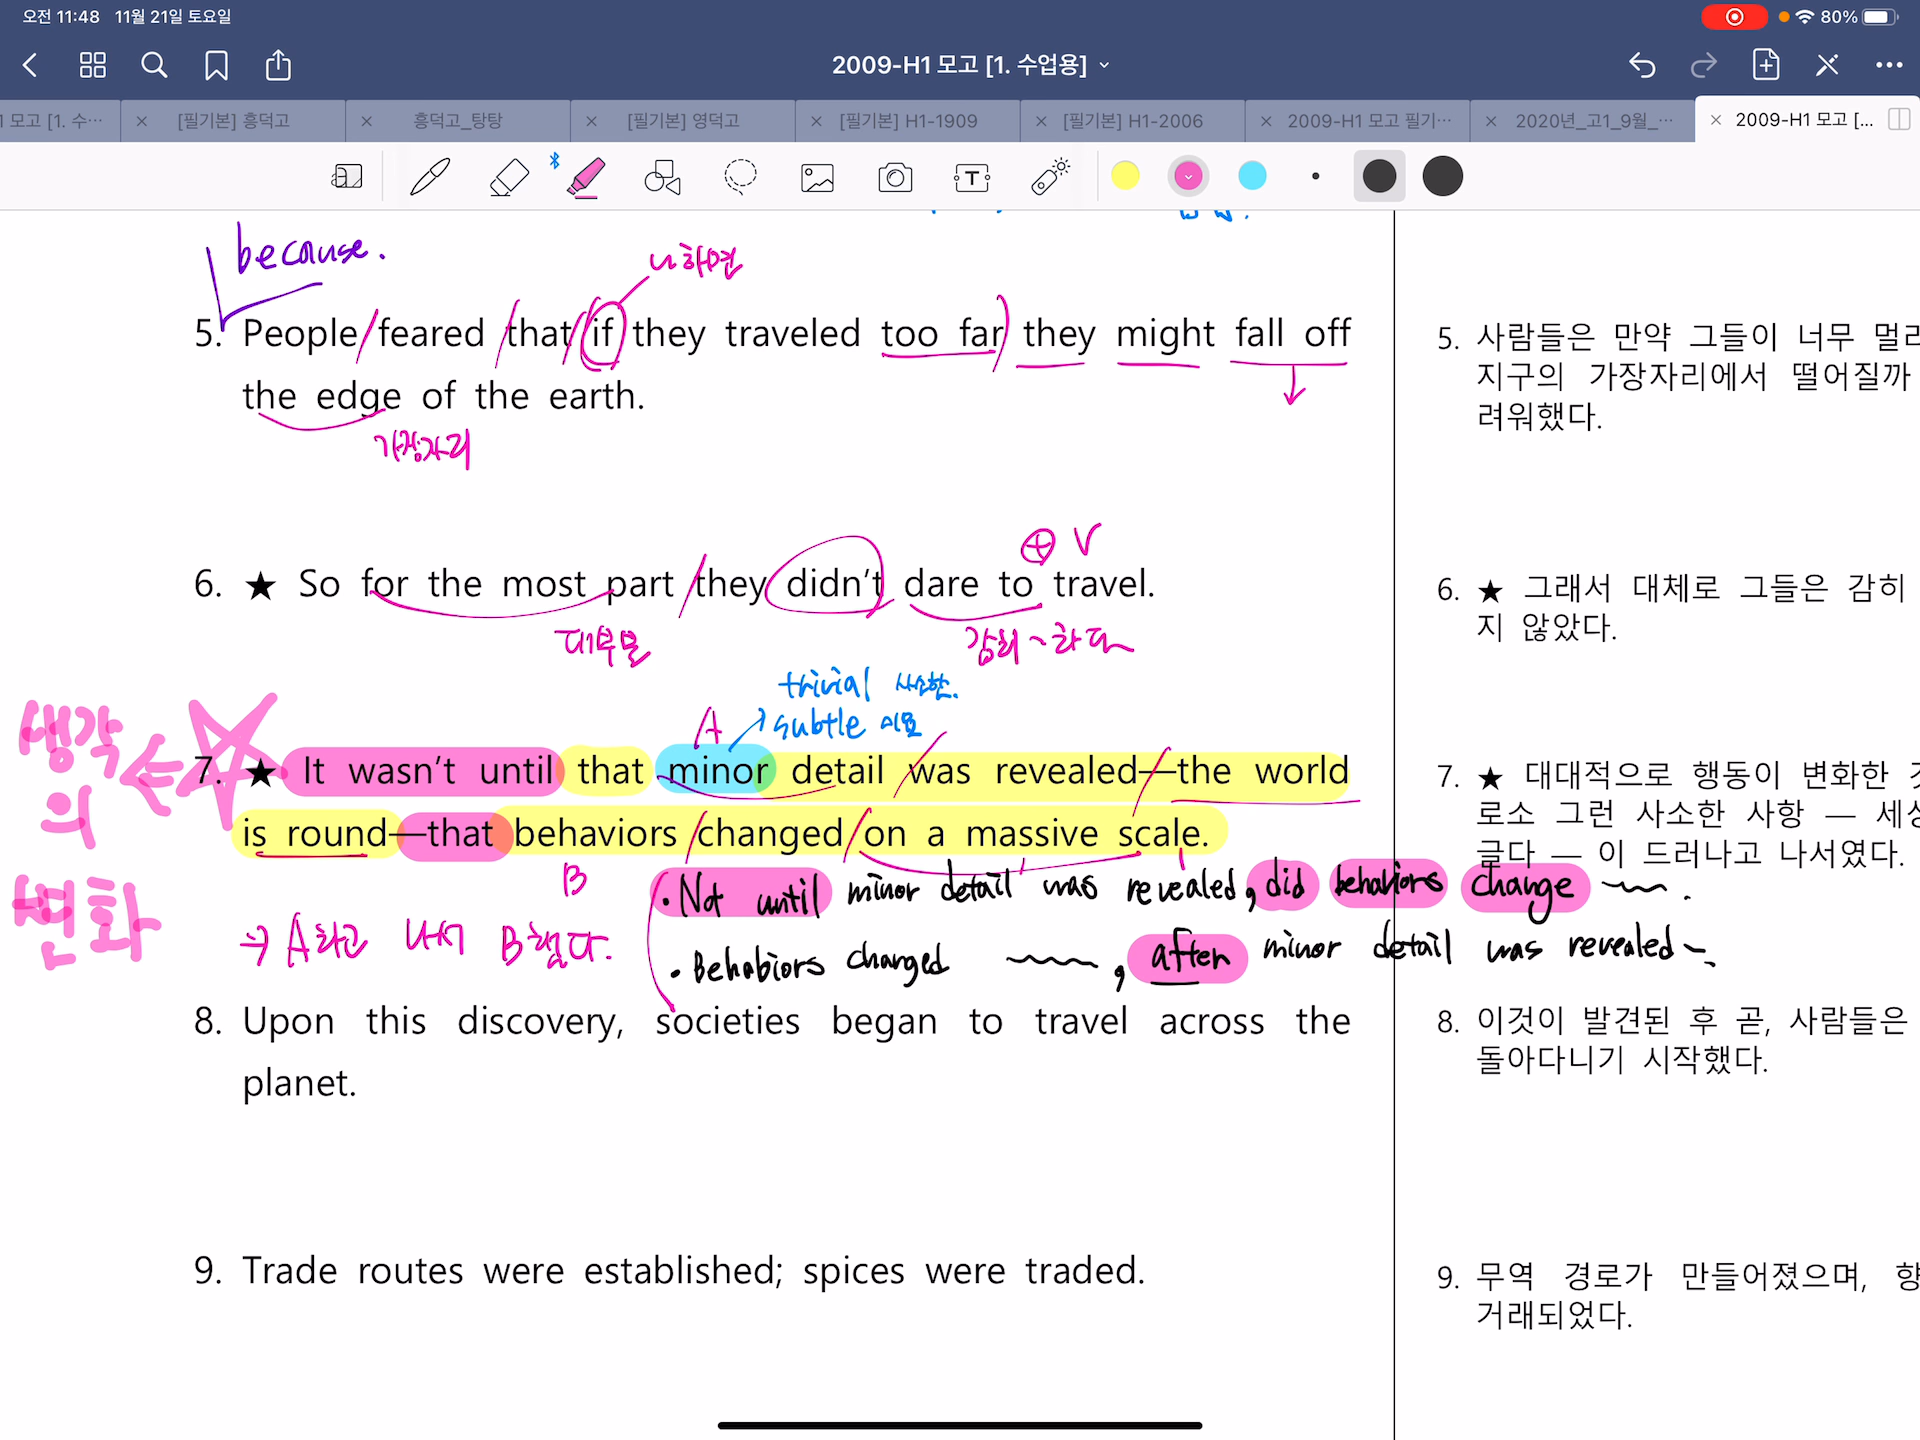 오전 11:48 11월 21일 토요일
80%
2009-H1 모고 [1. 수업용]
모고 [1. 수…
[필기본] 흥덕고
흥덕고_탕탕
[필기본] 영덕고
[필기본] H1-1909
[필기본] H1-2006
2009-H1 모고 필기…
2020년_고1_9월_…
2009-H1 모고 […
because.
~하면
5. People feared that if they traveled too far they might fall off
the edge of the earth.
가장자리
5. 사람들은 만약 그들이 너무 멀리
지구의 가장자리에서 떨어질까
려워했다.
⊕ V
6. ★ So for the most part they didn't dare to travel.
대부분
감히 ~하다
6. ★ 그래서 대체로 그들은 감히
지 않았다.
trivial 사소한.
A subtle 미묘
생각
의
변화
7. ★ It wasn't until that minor detail was revealed—the world
is round—that behaviors changed on a massive scale.
B
→ A하고 나서 B했다.
· Not until minor detail was revealed, did behaviors change ~.
· Behabiors changed ~, after minor detail was revealed~
7. ★ 대대적으로 행동이 변화한 것
로소 그런 사소한 사항 — 세상
글다 — 이 드러나고 나서였다.
8. Upon this discovery, societies began to travel across the
planet.
8. 이것이 발견된 후 곧, 사람들은
돌아다니기 시작했다.
9. Trade routes were established; spices were traded.
9. 무역 경로가 만들어졌으며, 향
거래되었다.